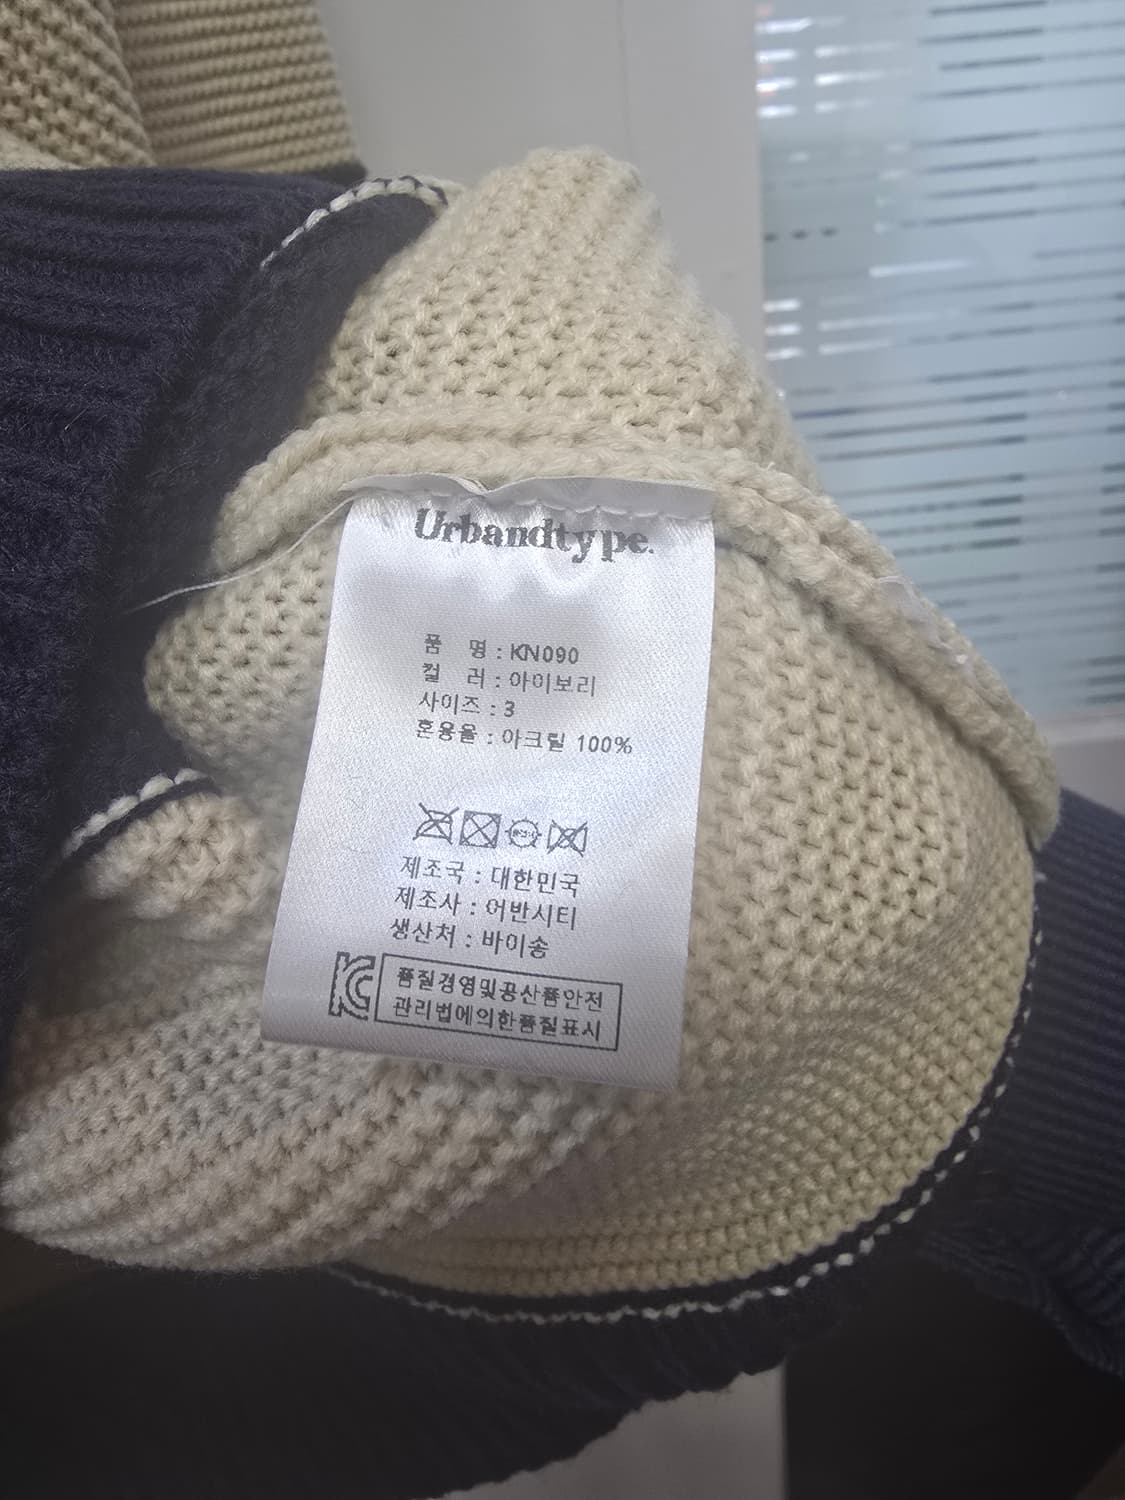 Urbandtype.
품 명 : KN090
컬 러 : 아이보리
사이즈 : 3
혼용율 : 아크릴 100%
제조국 : 대한민국
제조사 : 어반시티
생산처 : 바이송
품질경영및공산품안전
관리법에의한품질표시